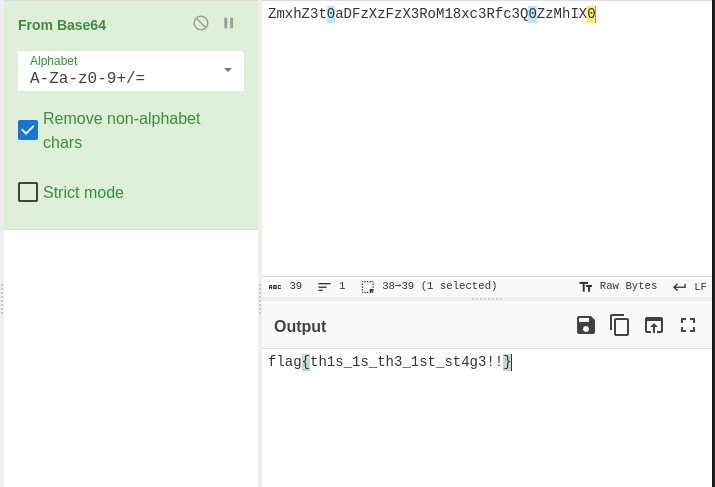 From Base64
Alphabet
A-Za-z0-9+/=
Remove non-alphabet
chars
Strict mode
ZmxhZ3t0aDFzXzFzX3RoM18xc3Rfc3Q0ZzMhIX0
ABC 39 1 38→39 (1 selected) Raw Bytes LF
Output
flag{th1s_1s_th3_1st_st4g3!!}